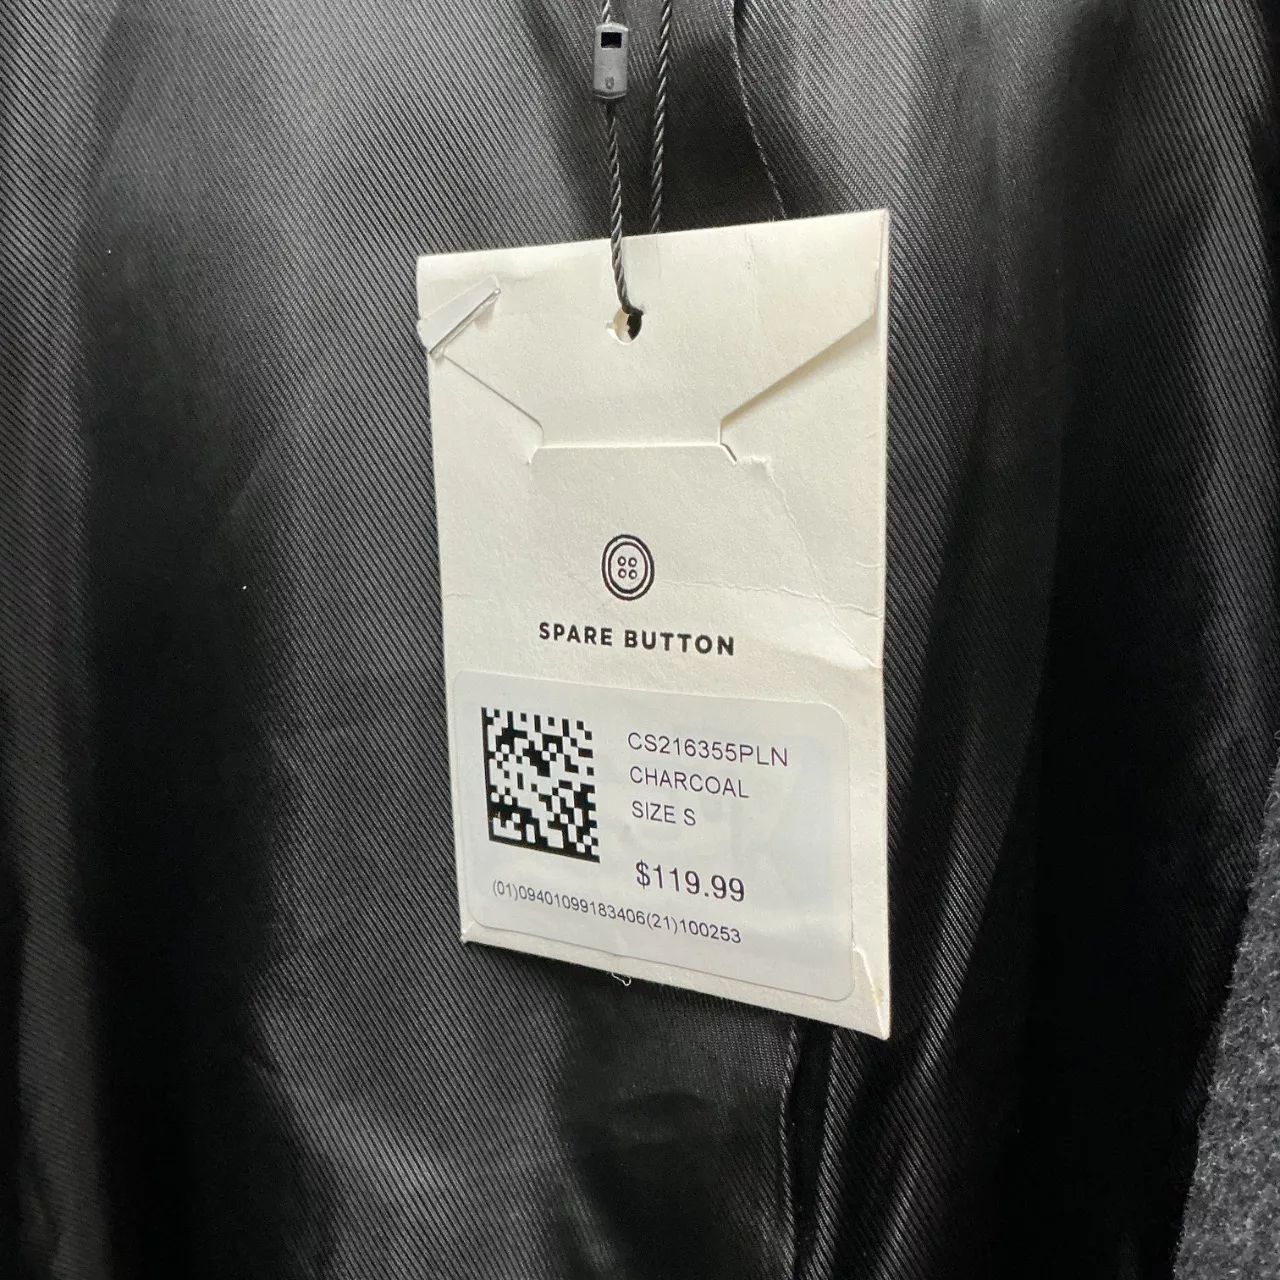 SPARE BUTTON
CS216355PLN
CHARCOAL
SIZE S
$119.99
(01)09401099183406(21)100253